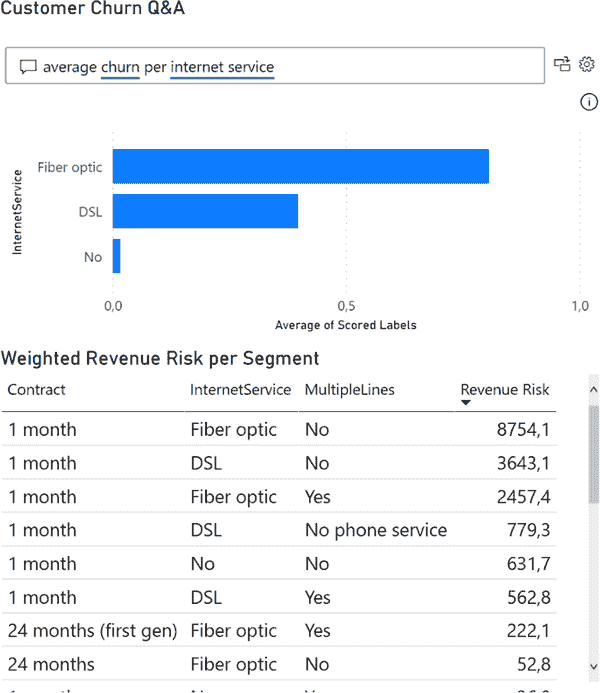 Customer Churn Q&A
average churn per internet service
InternetService
Fiber optic
DSL
No
0,0 0,5 1,0
Average of Scored Labels
Weighted Revenue Risk per Segment
Contract InternetService MultipleLines Revenue Risk
1 month Fiber optic No 8754,1
1 month DSL No 3643,1
1 month Fiber optic Yes 2457,4
1 month DSL No phone service 779,3
1 month No No 631,7
1 month DSL Yes 562,8
24 months (first gen) Fiber optic Yes 222,1
24 months Fiber optic No 52,8